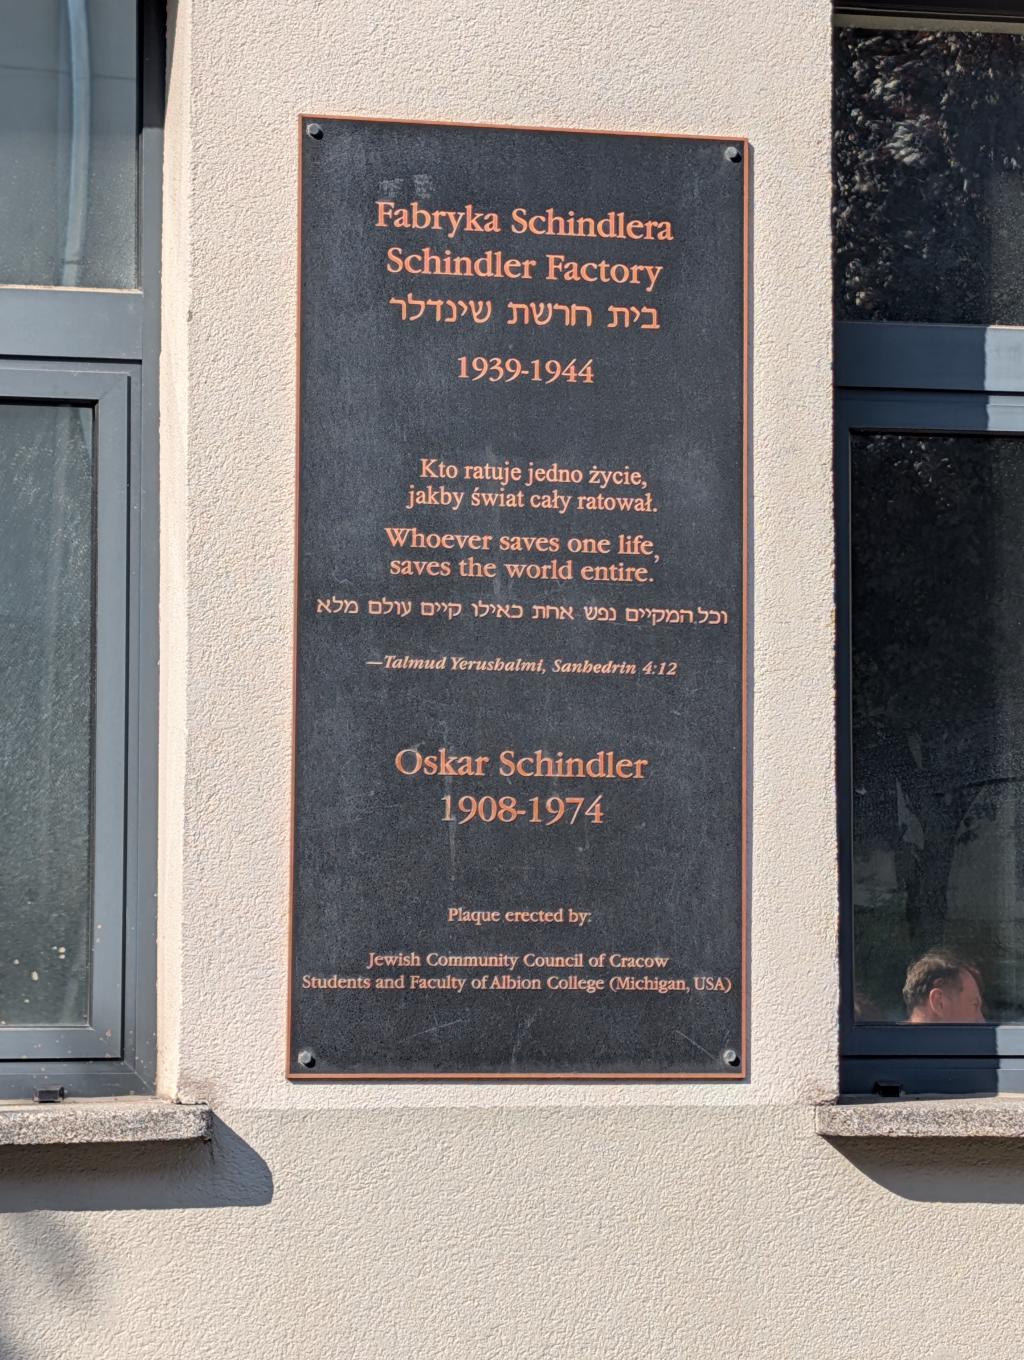 Fabryka Schindlera
Schindler Factory
בית חרשת שינדלר
1939-1944
Kto ratuje jedno życie,
jakby świat cały ratował.
Whoever saves one life,
saves the world entire.
וכל המקיים נפש אחת כאילו קיים עולם מלא
—Talmud Yerushalmi, Sanhedrin 4:12
Oskar Schindler
1908-1974
Plaque erected by:
Jewish Community Council of Cracow
Students and Faculty of Albion College (Michigan, USA)